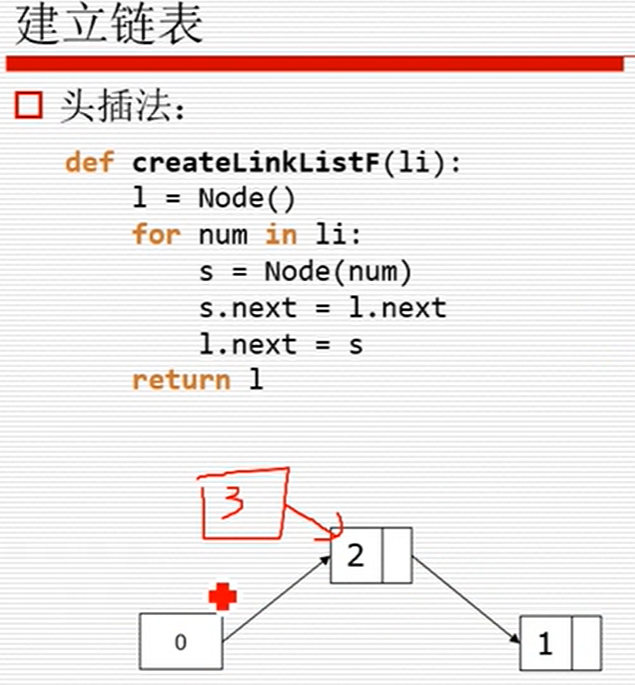 建立链表
头插法：
def createLinkListF(li):
    l = Node()
    for num in li:
        s = Node(num)
        s.next = l.next
        l.next = s
    return l
3
2
0
1